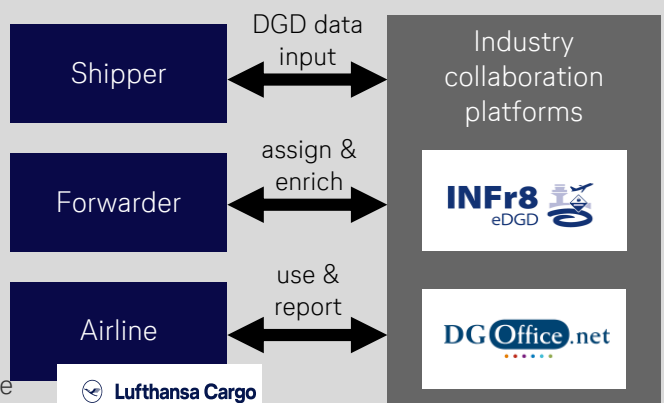 DGD data
input
Shipper
Industry
collaboration
platforms
assign &
enrich
Forwarder
INFr8
eDGD
use &
report
Airline
DGOffice.net
e
Lufthansa Cargo